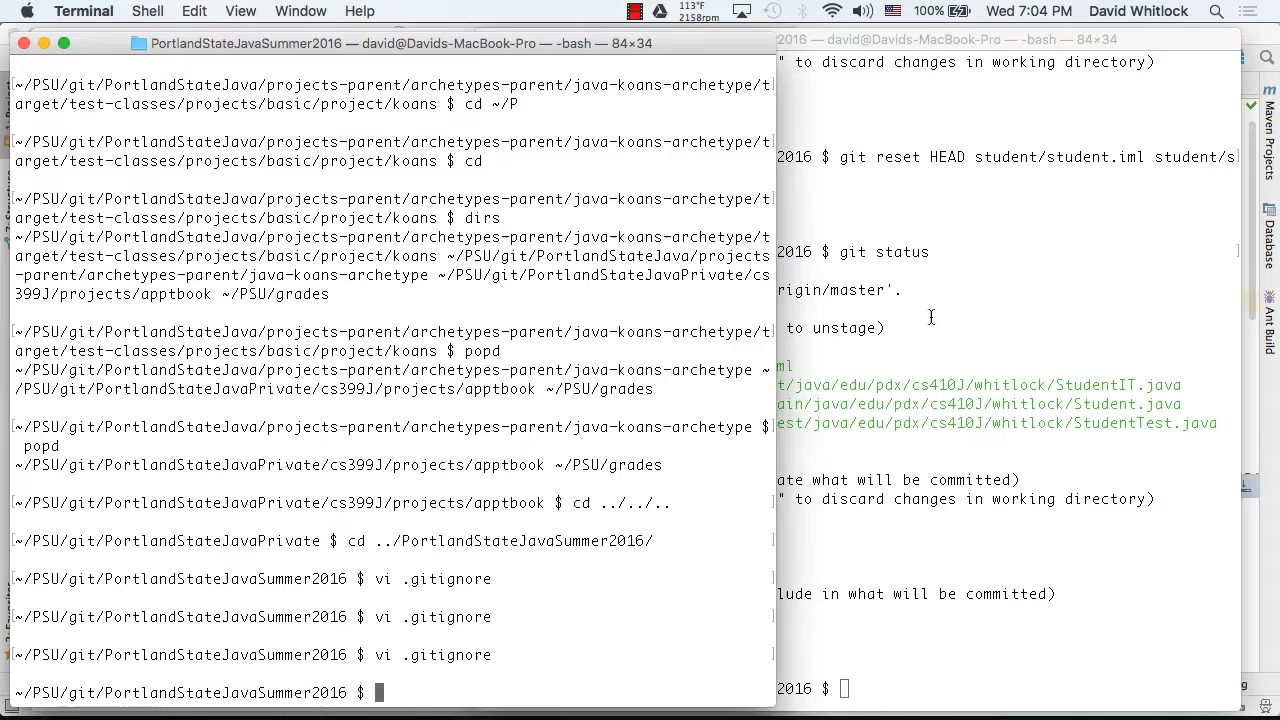 Terminal Shell Edit View Window Help 113°F 2158rpm 100% Wed 7:04 PM David Whitlock
PortlandStateJavaSummer2016 — david@Davids-MacBook-Pro — -bash — 84×34
~/PSU/git/PortlandStateJava/projects-parent/archetypes-parent/java-koans-archetype/t
arget/test-classes/projects/basic/project/koans $ cd ~/P
~/PSU/git/PortlandStateJava/projects-parent/archetypes-parent/java-koans-archetype/t
arget/test-classes/projects/basic/project/koans $ cd
~/PSU/git/PortlandStateJava/projects-parent/archetypes-parent/java-koans-archetype/t
arget/test-classes/projects/basic/project/koans $ dirs
~/PSU/git/PortlandStateJava/projects-parent/archetypes-parent/java-koans-archetype/t
arget/test-classes/projects/basic/project/koans ~/PSU/git/PortlandStateJava/projects
-parent/archetypes-parent/java-koans-archetype ~/PSU/git/PortlandStateJavaPrivate/cs
399J/projects/apptbook ~/PSU/grades
~/PSU/git/PortlandStateJava/projects-parent/archetypes-parent/java-koans-archetype/t
arget/test-classes/projects/basic/project/koans $ popd
~/PSU/git/PortlandStateJava/projects-parent/archetypes-parent/java-koans-archetype ~
/PSU/git/PortlandStateJavaPrivate/cs399J/projects/apptbook ~/PSU/grades
~/PSU/git/PortlandStateJava/projects-parent/archetypes-parent/java-koans-archetype $
popd
~/PSU/git/PortlandStateJavaPrivate/cs399J/projects/apptbook ~/PSU/grades
~/PSU/git/PortlandStateJavaPrivate/cs399J/projects/apptbook $ cd ../../..
~/PSU/git/PortlandStateJavaPrivate $ cd ../PortlandStateJavaSummer2016/
~/PSU/git/PortlandStateJavaSummer2016 $ vi .gitignore
~/PSU/git/PortlandStateJavaSummer2016 $ vi .gitignore
~/PSU/git/PortlandStateJavaSummer2016 $ vi .gitignore
~/PSU/git/PortlandStateJavaSummer2016 $
2016 — david@Davids-MacBook-Pro — -bash — 84×34
" to discard changes in working directory)
2016 $ git reset HEAD student/student.iml student/s
2016 $ git status
rigin/master'.
to unstage)
ml
t/java/edu/pdx/cs410J/whitlock/StudentIT.java
ain/java/edu/pdx/cs410J/whitlock/Student.java
est/java/edu/pdx/cs410J/whitlock/StudentTest.java
ate what will be committed)
" to discard changes in working directory)
lude in what will be committed)
2016 $
Maven Projects
Database
Ant Build